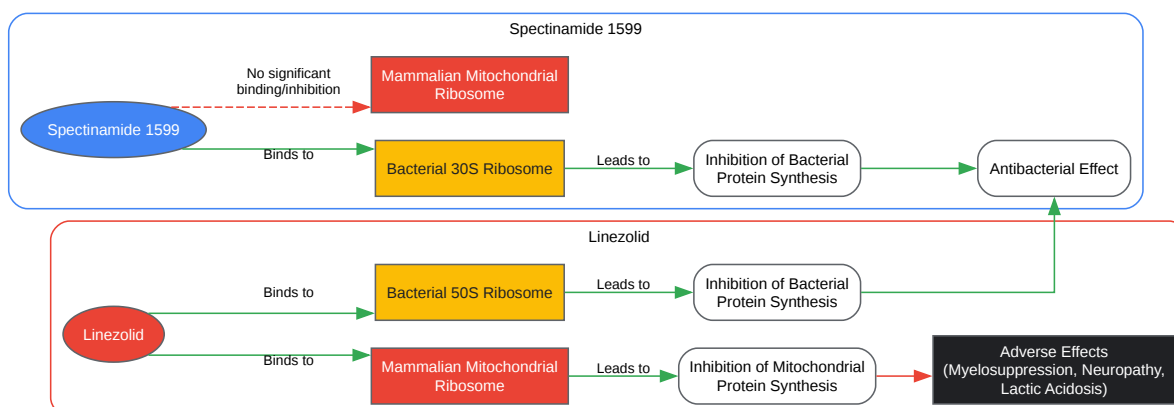 Spectinamide 1599
No significant
binding/inhibition
Mammalian Mitochondrial
Ribosome
Spectinamide 1599
Binds to
Bacterial 30S Ribosome
Leads to
Inhibition of Bacterial
Protein Synthesis
Antibacterial Effect
Linezolid
Binds to
Bacterial 50S Ribosome
Leads to
Inhibition of Bacterial
Protein Synthesis
Linezolid
Binds to
Mammalian Mitochondrial
Ribosome
Leads to
Inhibition of Mitochondrial
Protein Synthesis
Adverse Effects
(Myelosuppression, Neuropathy,
Lactic Acidosis)